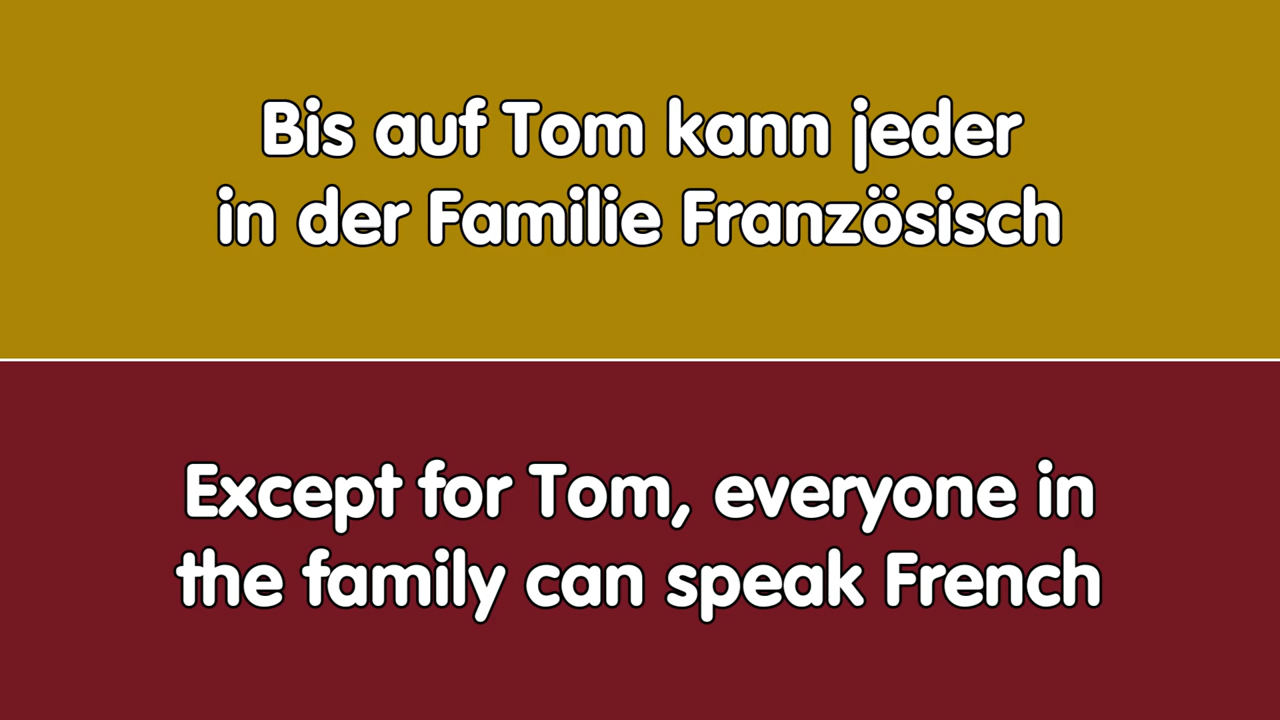 Bis auf Tom kann jeder
in der Familie Französisch
Except for Tom, everyone in
the family can speak French